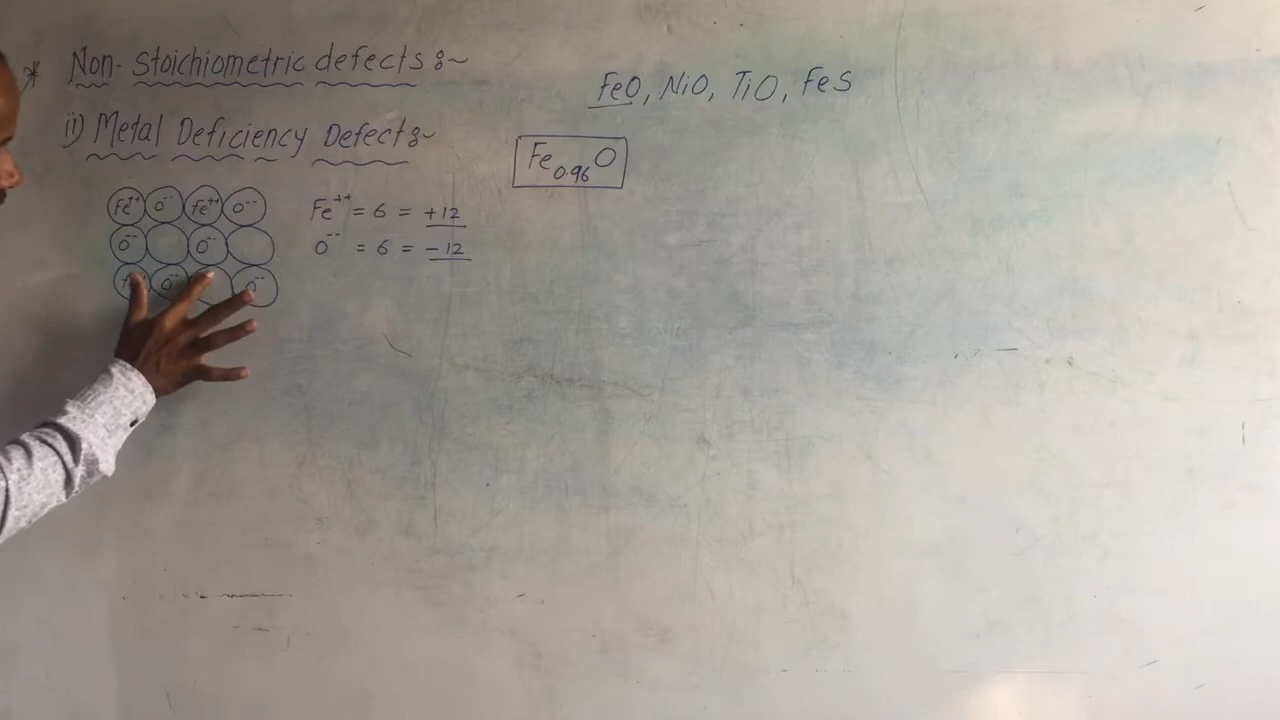 * Non-Stoichiometric defects :~
FeO, NiO, TiO, FeS
ii) Metal Deficiency Defect :~
Fe0.96O
Fe++ O-- Fe++ O--
Fe++ = 6 = +12
O-- O--
O-- = 6 = -12
O-- O--